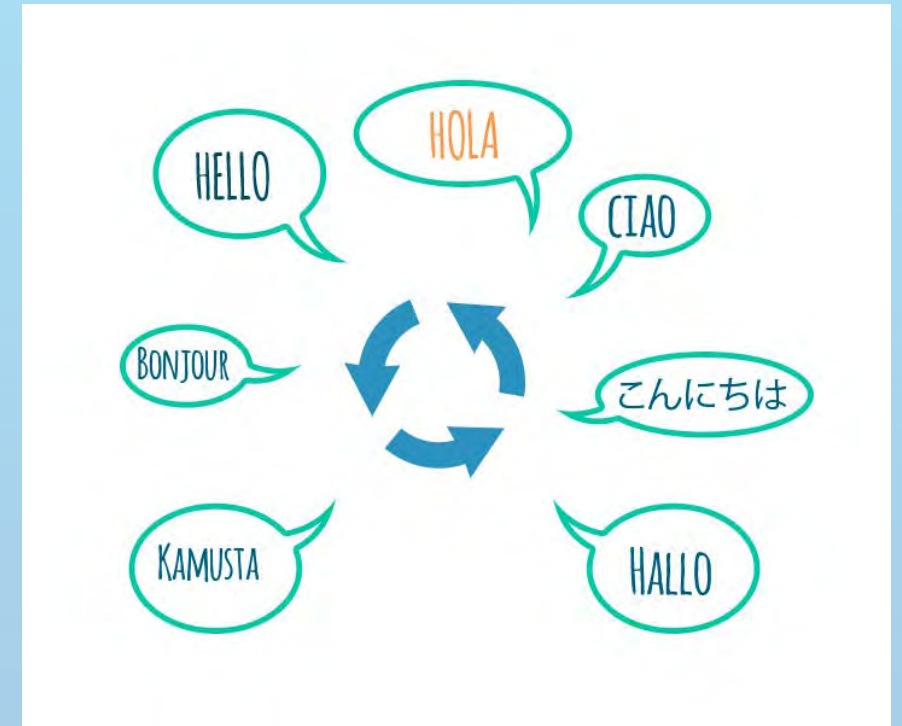 HOLA
HELLO
CIAO
BONJOUR
こんにちは
KAMUSTA
HALLO